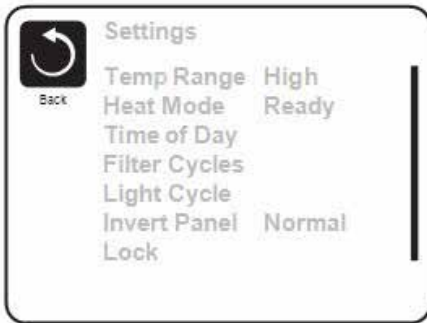 Settings
Back
Temp Range High
Heat Mode Ready
Time of Day
Filter Cycles
Light Cycle
Invert Panel Normal
Lock